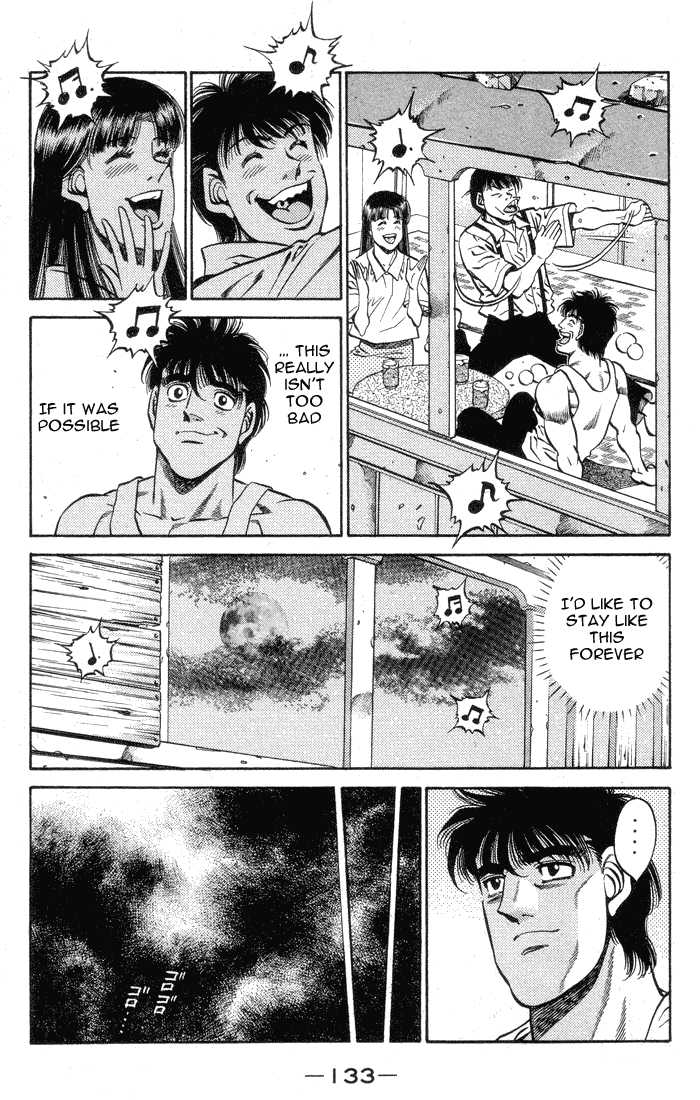 ... THIS
REALLY
ISN'T
TOO
BAD
IF IT WAS
POSSIBLE
I'D LIKE TO
STAY LIKE
THIS
FOREVER
....
ゴロ
ゴロ
ゴロ
....
—133—